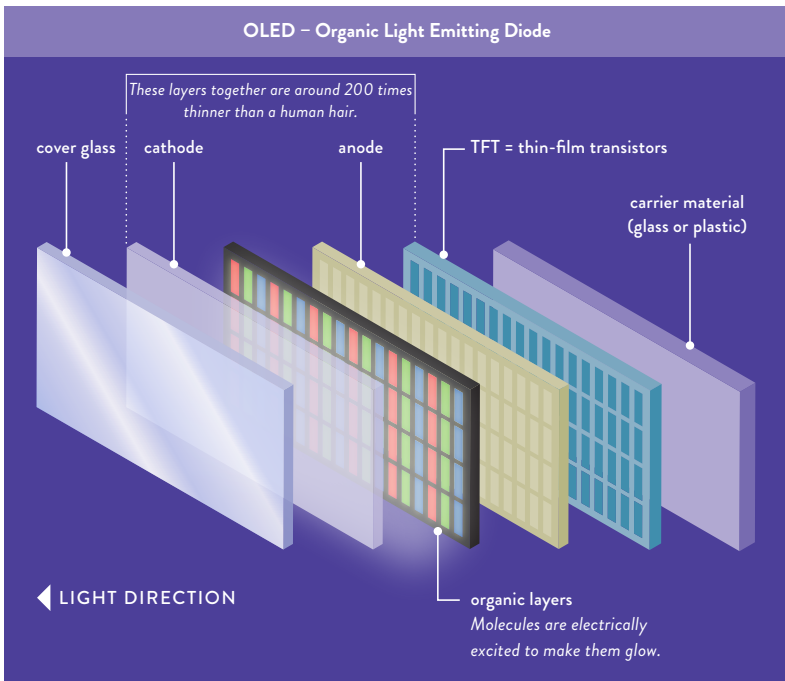 OLED – Organic Light Emitting Diode
These layers together are around 200 times
thinner than a human hair.
cover glass
cathode
anode
TFT = thin-film transistors
carrier material
(glass or plastic)
LIGHT DIRECTION
organic layers
Molecules are electrically
excited to make them glow.